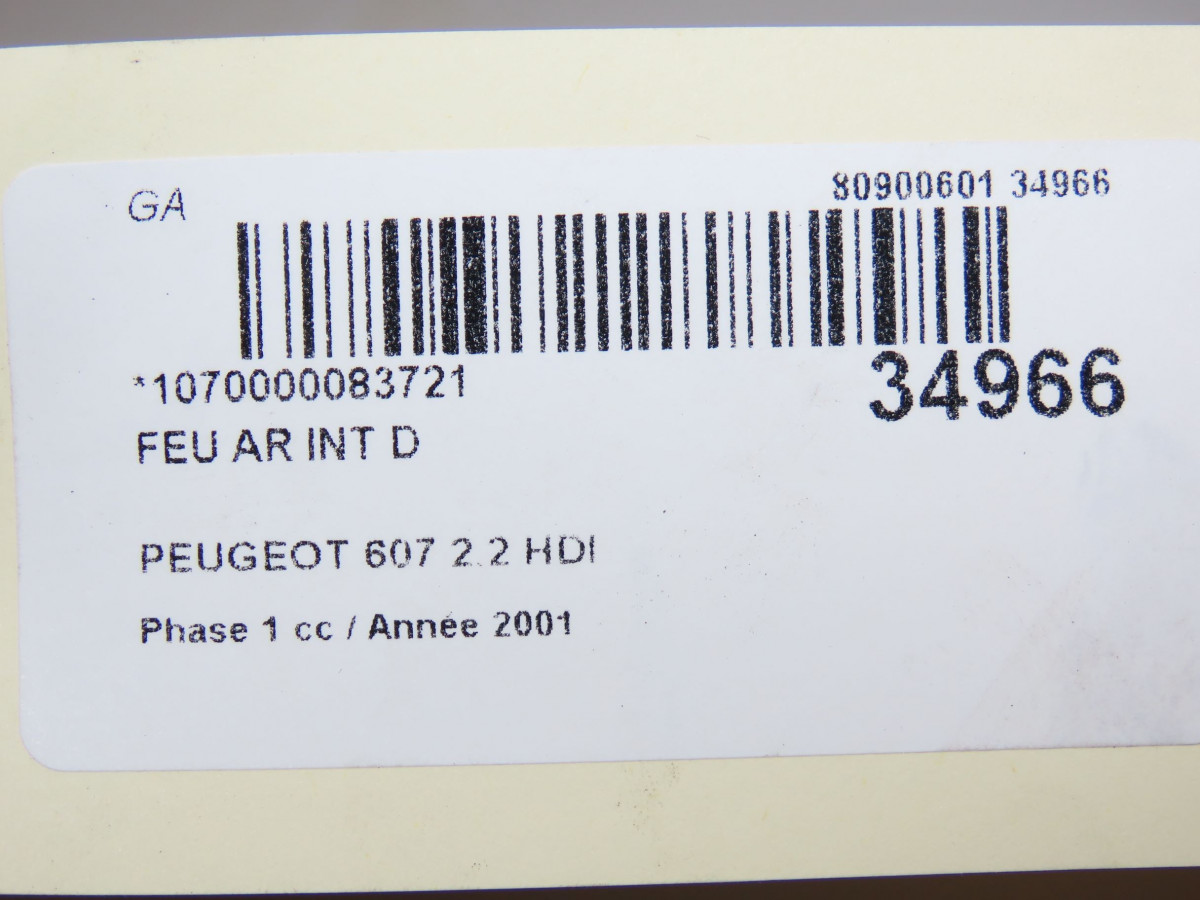 GA
80900601 34966
*1070000083721
34966
FEU AR INT D
PEUGEOT 607 2.2 HDI
Phase 1 cc / Année 2001